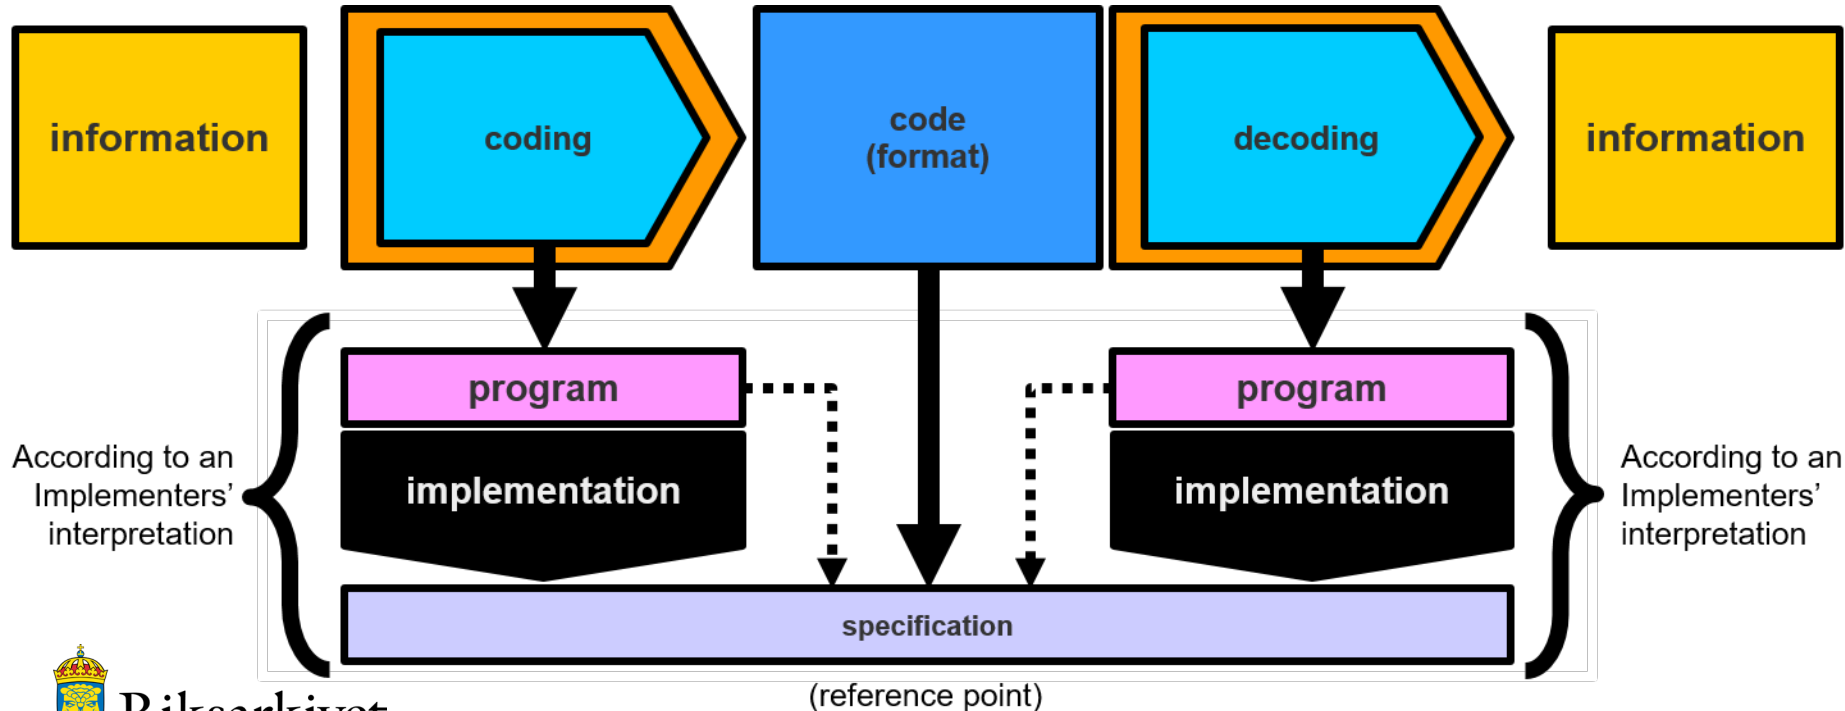 information
coding
code
(format)
decoding
information
program
program
According to an
Implementers'
interpretation
implementation
implementation
According to an
Implementers'
interpretation
specification
(reference point)
Riksarkivet